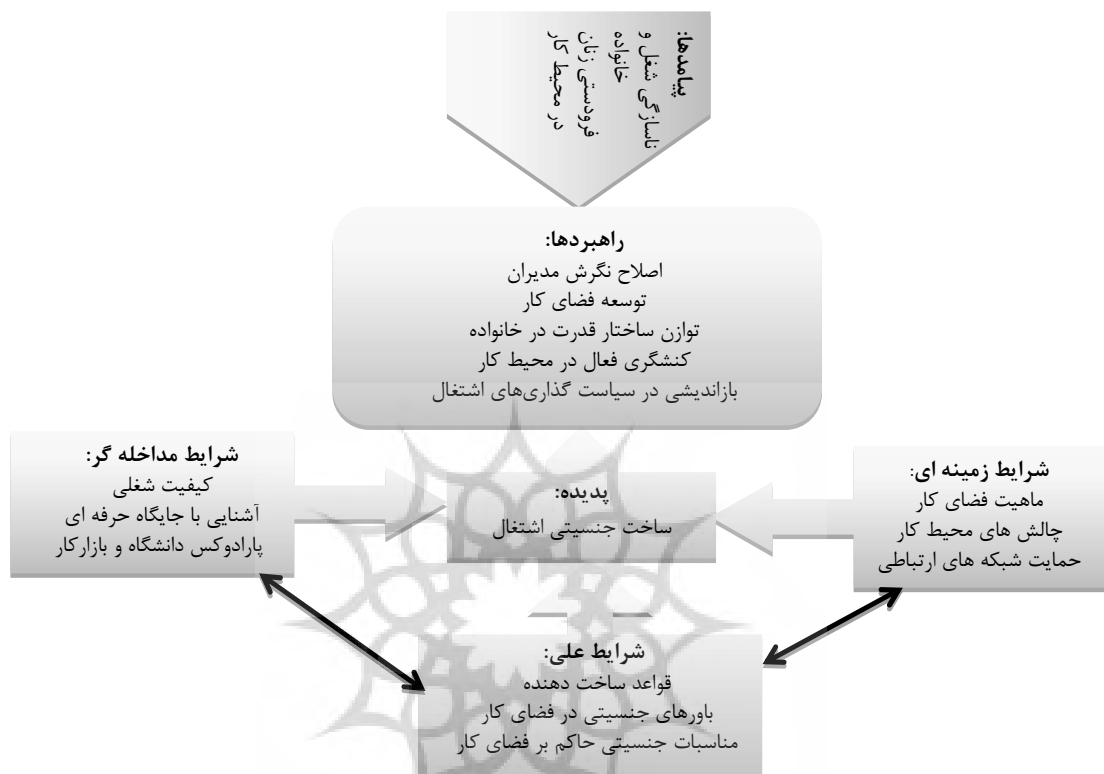 پیامدها:
ناسازگی شغل و
خانواده
فرودستی زنان
در محیط کار
راهبردها:
اصلاح نگرش مدیران
توسعه فضای کار
توازن ساختار قدرت در خانواده
کنشگری فعال در محیط کار
بازاندیشی در سیاست گذاری‌های اشتغال
شرایط زمینه ای:
ماهیت فضای کار
چالش های محیط کار
حمایت شبکه های ارتباطی
پدیده:
ساخت جنسیتی اشتغال
شرایط مداخله گر:
کیفیت شغلی
آشنایی با جایگاه حرفه ای
پارادوکس دانشگاه و بازارکار
شرایط علی:
قواعد ساخت دهنده
باورهای جنسیتی در فضای کار
مناسبات جنسیتی حاکم بر فضای کار